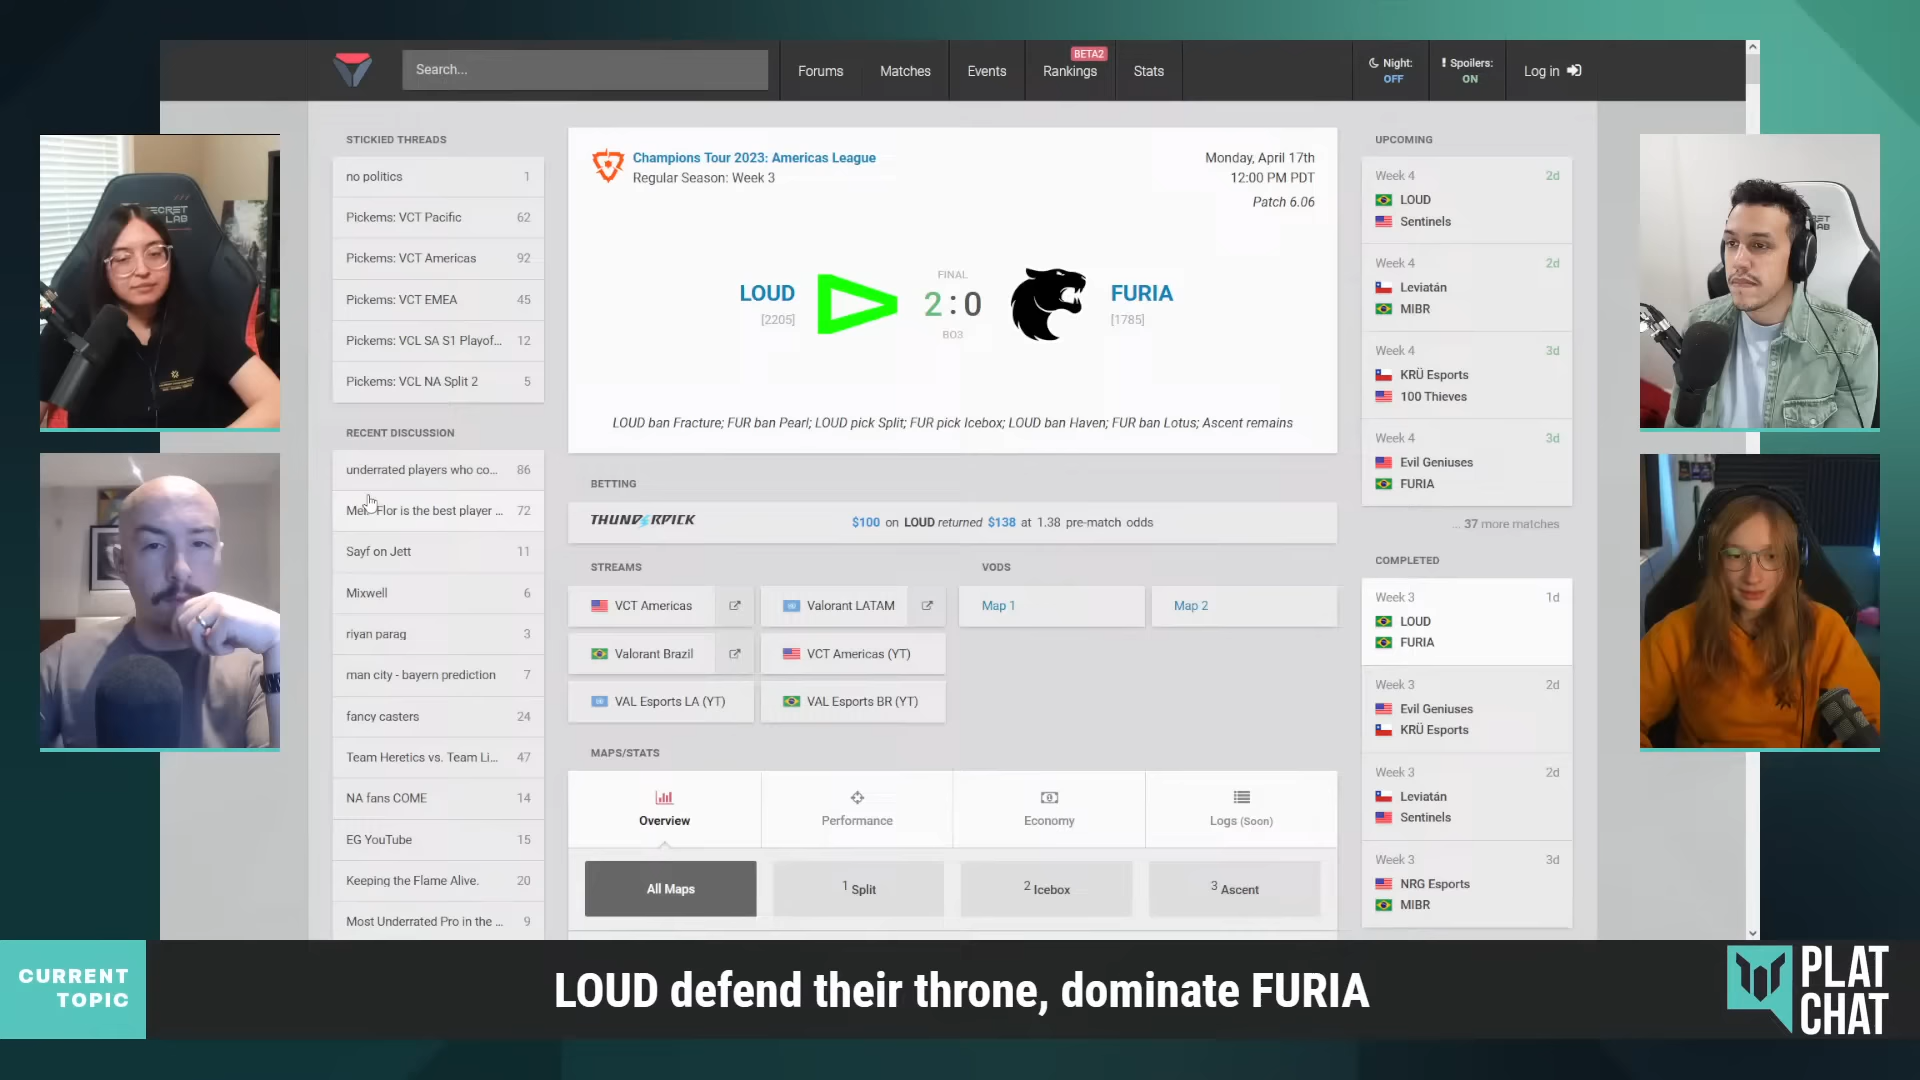 Search...
Forums
Matches
Events
BETA2
Rankings
Stats
Night:
OFF
! Spoilers:
ON
Log in
STICKIED THREADS
no politics 1
Pickems: VCT Pacific 62
Pickems: VCT Americas 92
Pickems: VCT EMEA 45
Pickems: VCL SA S1 Playof... 12
Pickems: VCL NA Split 2 5
RECENT DISCUSSION
underrated players who co... 86
Flor is the best player ... 72
Sayf on Jett 11
Mixwell 6
riyan parag 3
man city - bayern prediction 7
fancy casters 24
Team Heretics vs. Team Li... 47
NA fans COME 14
EG YouTube 15
Keeping the Flame Alive. 20
Most Underrated Pro in the ... 9
Champions Tour 2023: Americas League
Regular Season: Week 3
Monday, April 17th
12:00 PM PDT
Patch 6.06
LOUD
[2205]
FINAL
2 : 0
BO3
FURIA
[1785]
LOUD ban Fracture; FUR ban Pearl; LOUD pick Split; FUR pick Icebox; LOUD ban Haven; FUR ban Lotus; Ascent remains
BETTING
THUNDERPICK
$100 on LOUD returned $138 at 1.38 pre-match odds
STREAMS
VCT Americas
Valorant LATAM
Valorant Brazil
VCT Americas (YT)
VAL Esports LA (YT)
VAL Esports BR (YT)
VODS
Map 1
Map 2
MAPS/STATS
Overview
Performance
Economy
Logs (Soon)
All Maps
1 Split
2 Icebox
3 Ascent
UPCOMING
Week 4 2d
LOUD
Sentinels
Week 4 2d
Leviatán
MIBR
Week 4 3d
KRÜ Esports
100 Thieves
Week 4 3d
Evil Geniuses
FURIA
... 37 more matches
COMPLETED
Week 3 1d
LOUD
FURIA
Week 3 2d
Evil Geniuses
KRÜ Esports
Week 3 2d
Leviatán
Sentinels
Week 3 3d
NRG Esports
MIBR
CURRENT
TOPIC
LOUD defend their throne, dominate FURIA
PLAT
CHAT